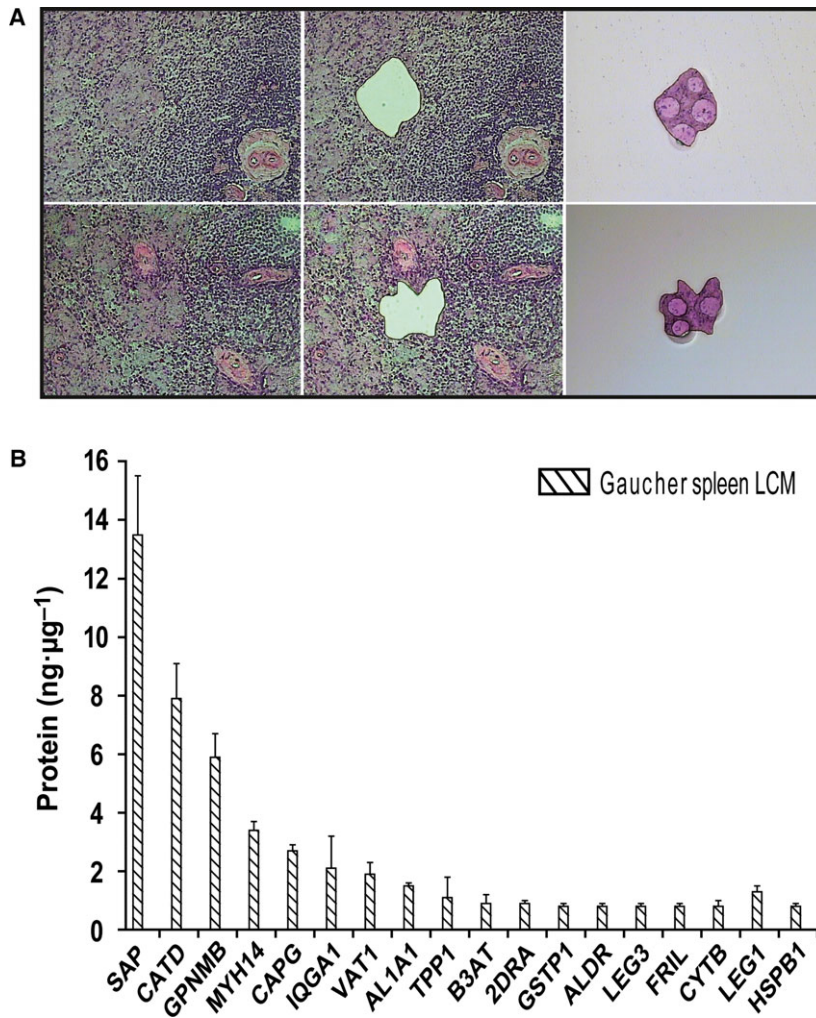 A
B
Gaucher spleen LCM
Protein (ng·µg⁻¹)
16
14
12
10
8
6
4
2
0
SAP
CATD
GPNMB
MYH14
CAPG
IQGA1
VAT1
AL1A1
TPP1
B3AT
2DRA
GSTP1
ALDR
LEG3
FRIL
CYTB
LEG1
HSPB1